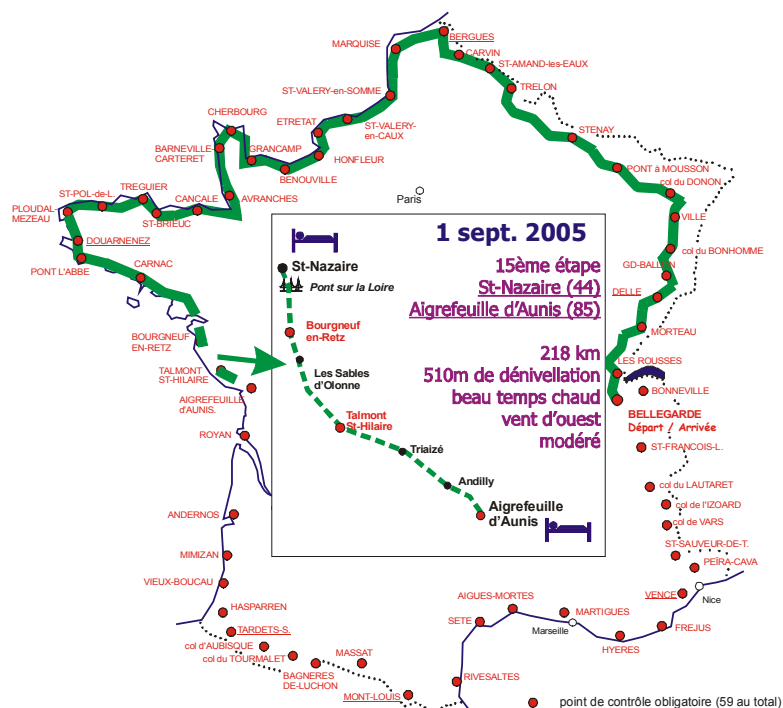 BERGUES
MARQUISE
CARVIN
ST-AMAND-les-EAUX
TRELON
ST-VALERY-en-SOMME
CHERBOURG
ETRETAT
ST-VALERY-
en-CAUX
STENAY
BARNEVILLE-
CARTERET
GRANCAMP
HONFLEUR
BENOUVILLE
PONT à MOUSSON
col du DONON
TREGUIER
ST-POL-de-L.
CANCALE
AVRANCHES
Paris
PLOUDAL-
MEZEAU
ST-BRIEUC
VILLE
DOUARNENEZ
col du BONHOMME
PONT L'ABBE
CARNAC
GD-BALLON
DELLE
BOURGNEUF
en-RETZ
MORTEAU
TALMONT
ST-HILAIRE
LES ROUSSES
AIGREFEUILLE
d'AUNIS.
BONNEVILLE
BELLEGARDE
Départ / Arrivée
ROYAN
ST-FRANCOIS-L.
1 sept. 2005
15ème étape
St-Nazaire (44)
Aigrefeuille d'Aunis (85)
218 km
510m de dénivellation
beau temps chaud
vent d'ouest
modéré
St-Nazaire
Pont sur la Loire
Bourgneuf
en-Retz
Les Sables
d'Olonne
Talmont
St-Hilaire
Triaizé
Andilly
Aigrefeuille
d'Aunis
col du LAUTARET
col de l'IZOARD
ANDERNOS
col de VARS
MIMIZAN
ST-SAUVEUR-DE-T.
PEÏRA-CAVA
VIEUX-BOUCAU
VENCE
Nice
AIGUES-MORTES
HASPARREN
SETE
MARTIGUES
Marseille
FREJUS
TARDETS-S.
HYERES
col d'AUBISQUE
col du TOURMALET
MASSAT
BAGNERES
DE-LUCHON
RIVESALTES
MONT-LOUIS
point de contrôle obligatoire (59 au total)